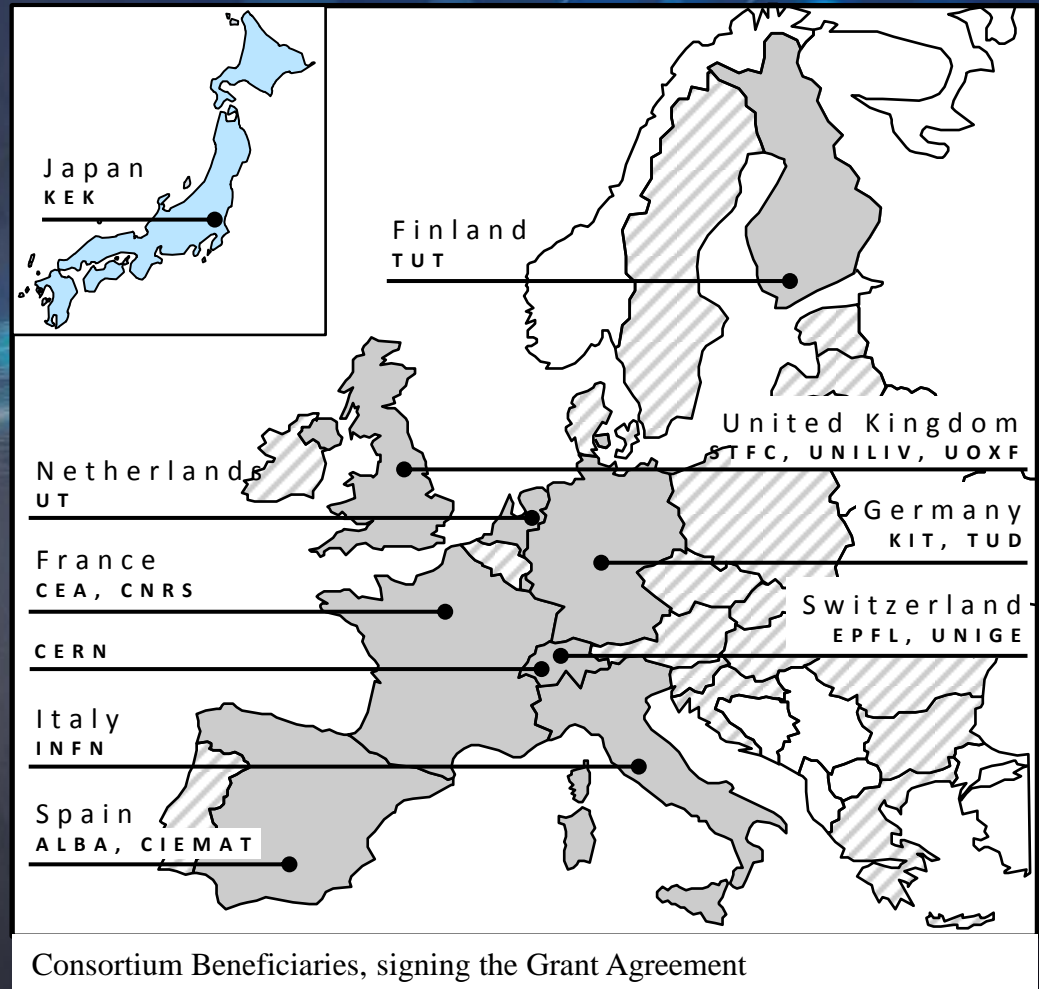 Japan
KEK
Finland
TUT
United Kingdom
STFC, UNILIV, UOXF
Netherlands
UT
Germany
KIT, TUD
France
CEA, CNRS
Switzerland
EPFL, UNIGE
CERN
Italy
INFN
Spain
ALBA, CIEMAT
Consortium Beneficiaries, signing the Grant Agreement